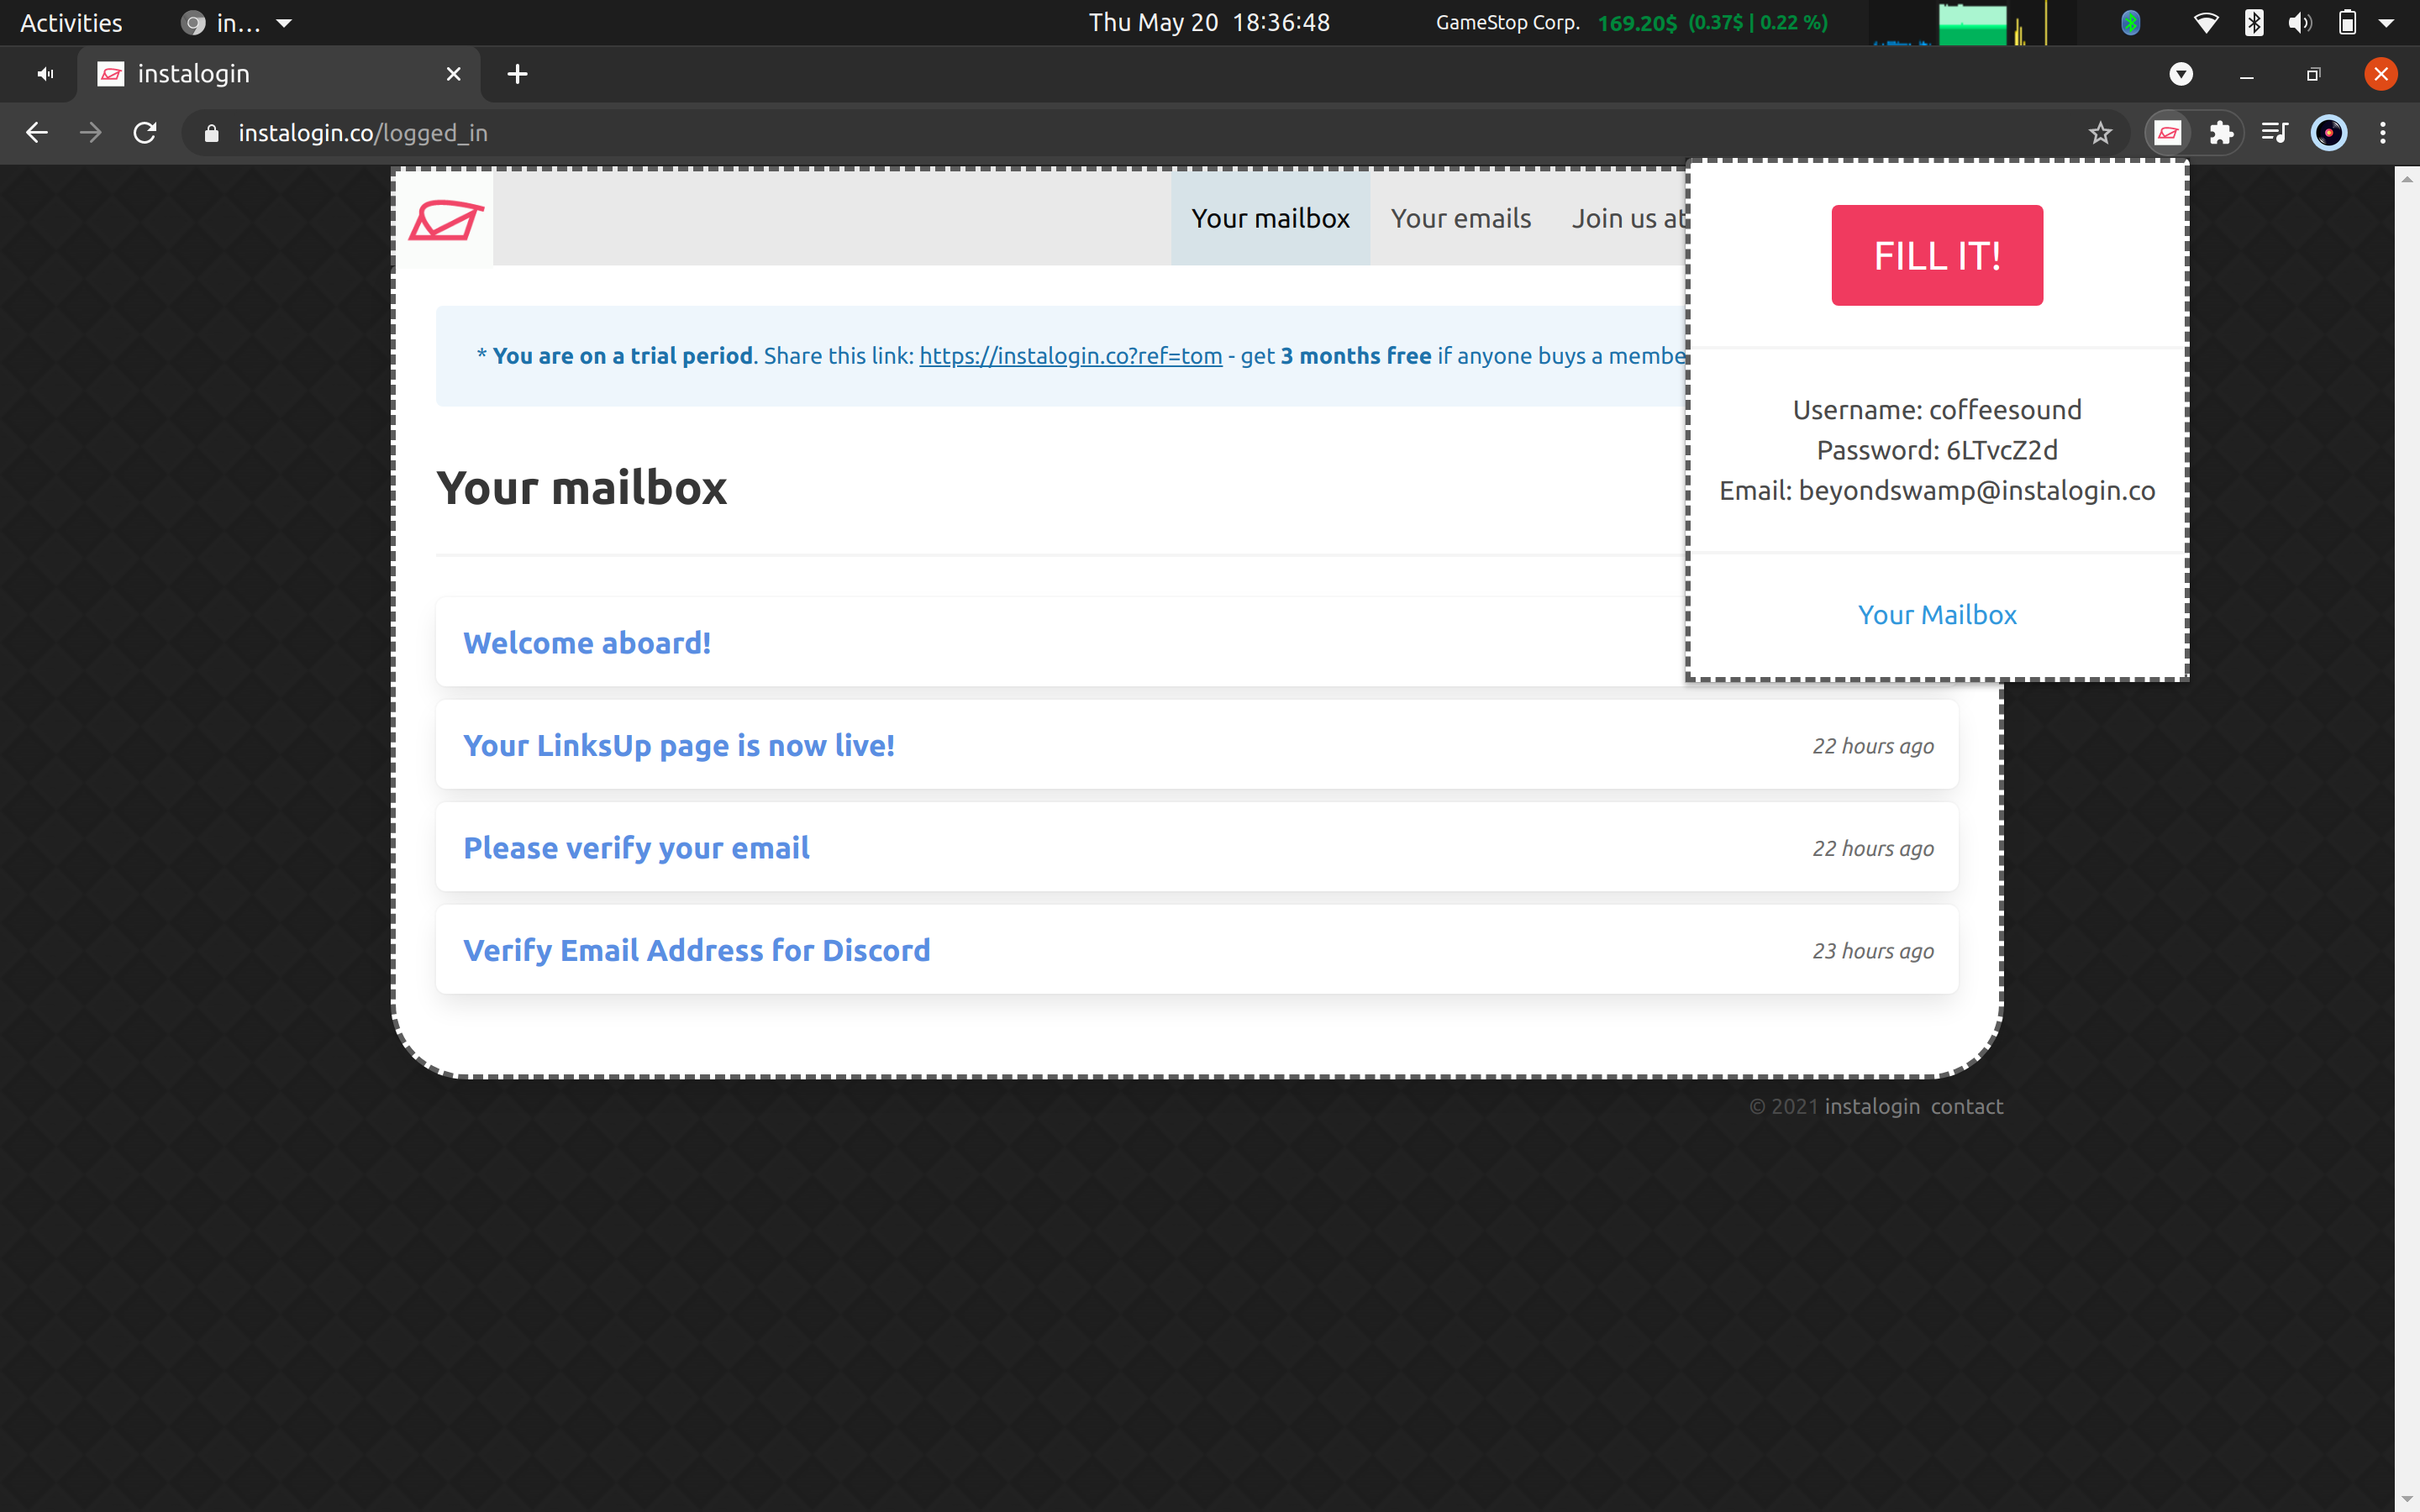 Activities
in...
Thu May 20 18:36:48
GameStop Corp. 169.20$ (0.37$ | 0.22 %)
instalogin
instalogin.co/logged_in
Your mailbox
Your emails
Join us at
* You are on a trial period. Share this link: https://instalogin.co?ref=tom - get 3 months free if anyone buys a membe
Your mailbox
Welcome aboard!
Your LinksUp page is now live!
22 hours ago
Please verify your email
22 hours ago
Verify Email Address for Discord
23 hours ago
FILL IT!
Username: coffeesound
Password: 6LTvcZ2d
Email: beyondswamp@instalogin.co
Your Mailbox
© 2021 instalogin contact